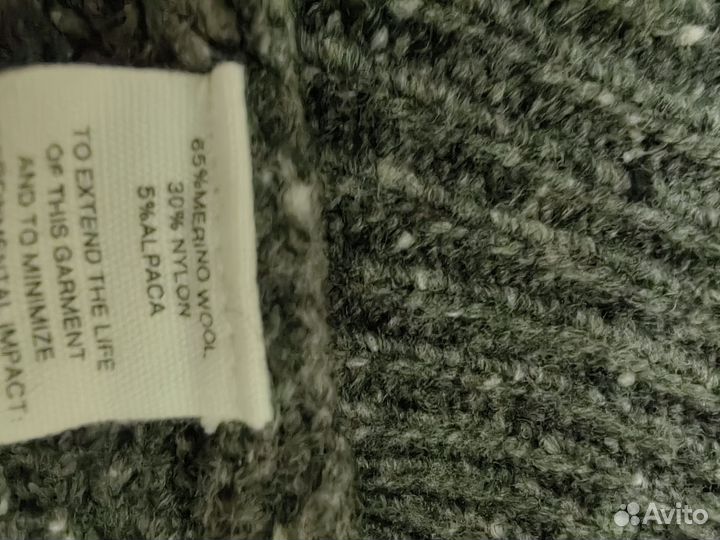 65%MERINO WOOL
30% NYLON
5%ALPACA
TO EXTEND THE LIFE
OF THIS GARMENT
AND TO MINIMIZE
IMPACT:
Avito